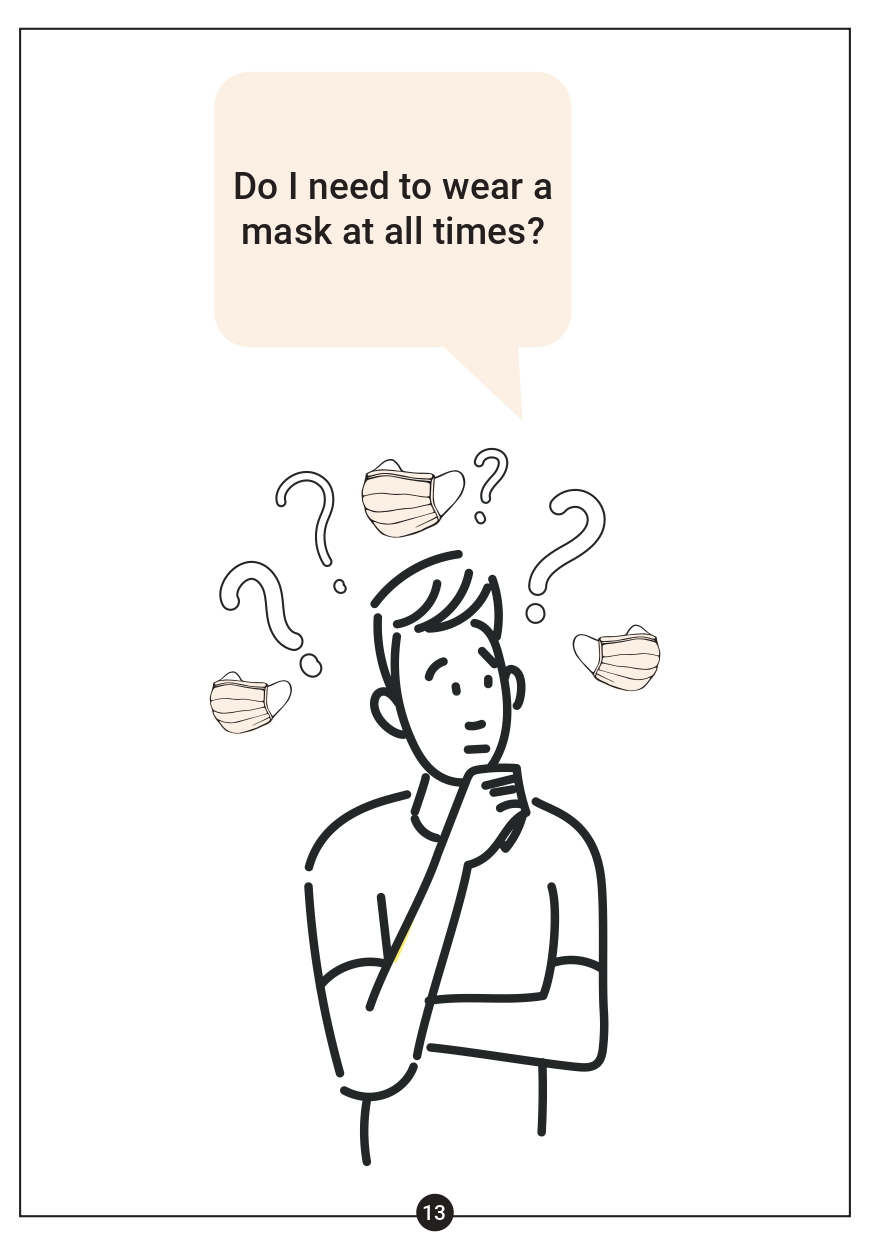 Do I need to wear a
mask at all times?
13